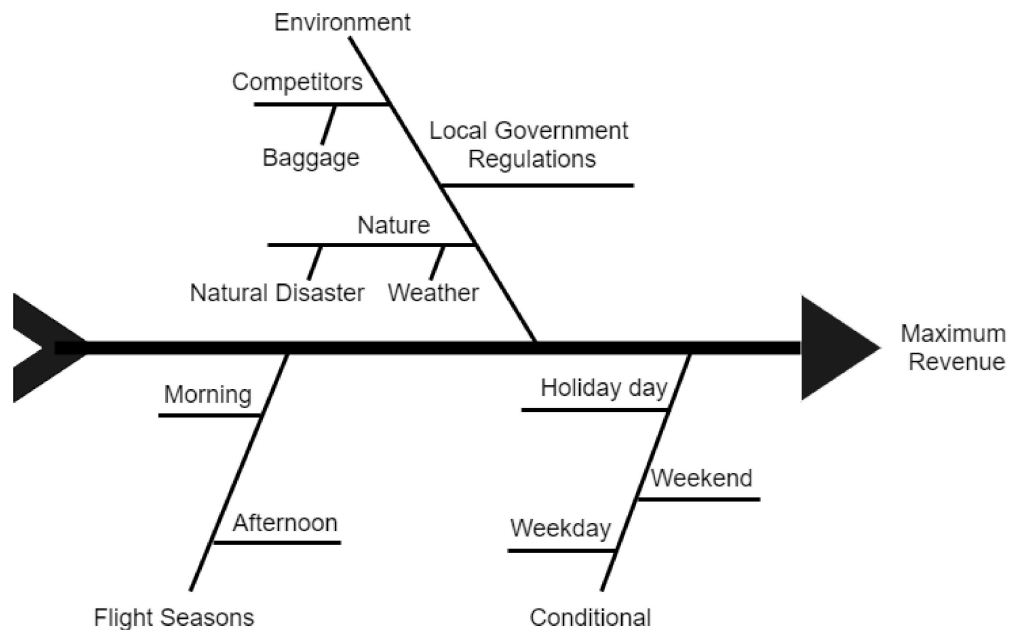 Environment
Competitors
Baggage
Local Government
Regulations
Nature
Natural Disaster
Weather
Maximum
Revenue
Morning
Afternoon
Flight Seasons
Holiday day
Weekend
Weekday
Conditional